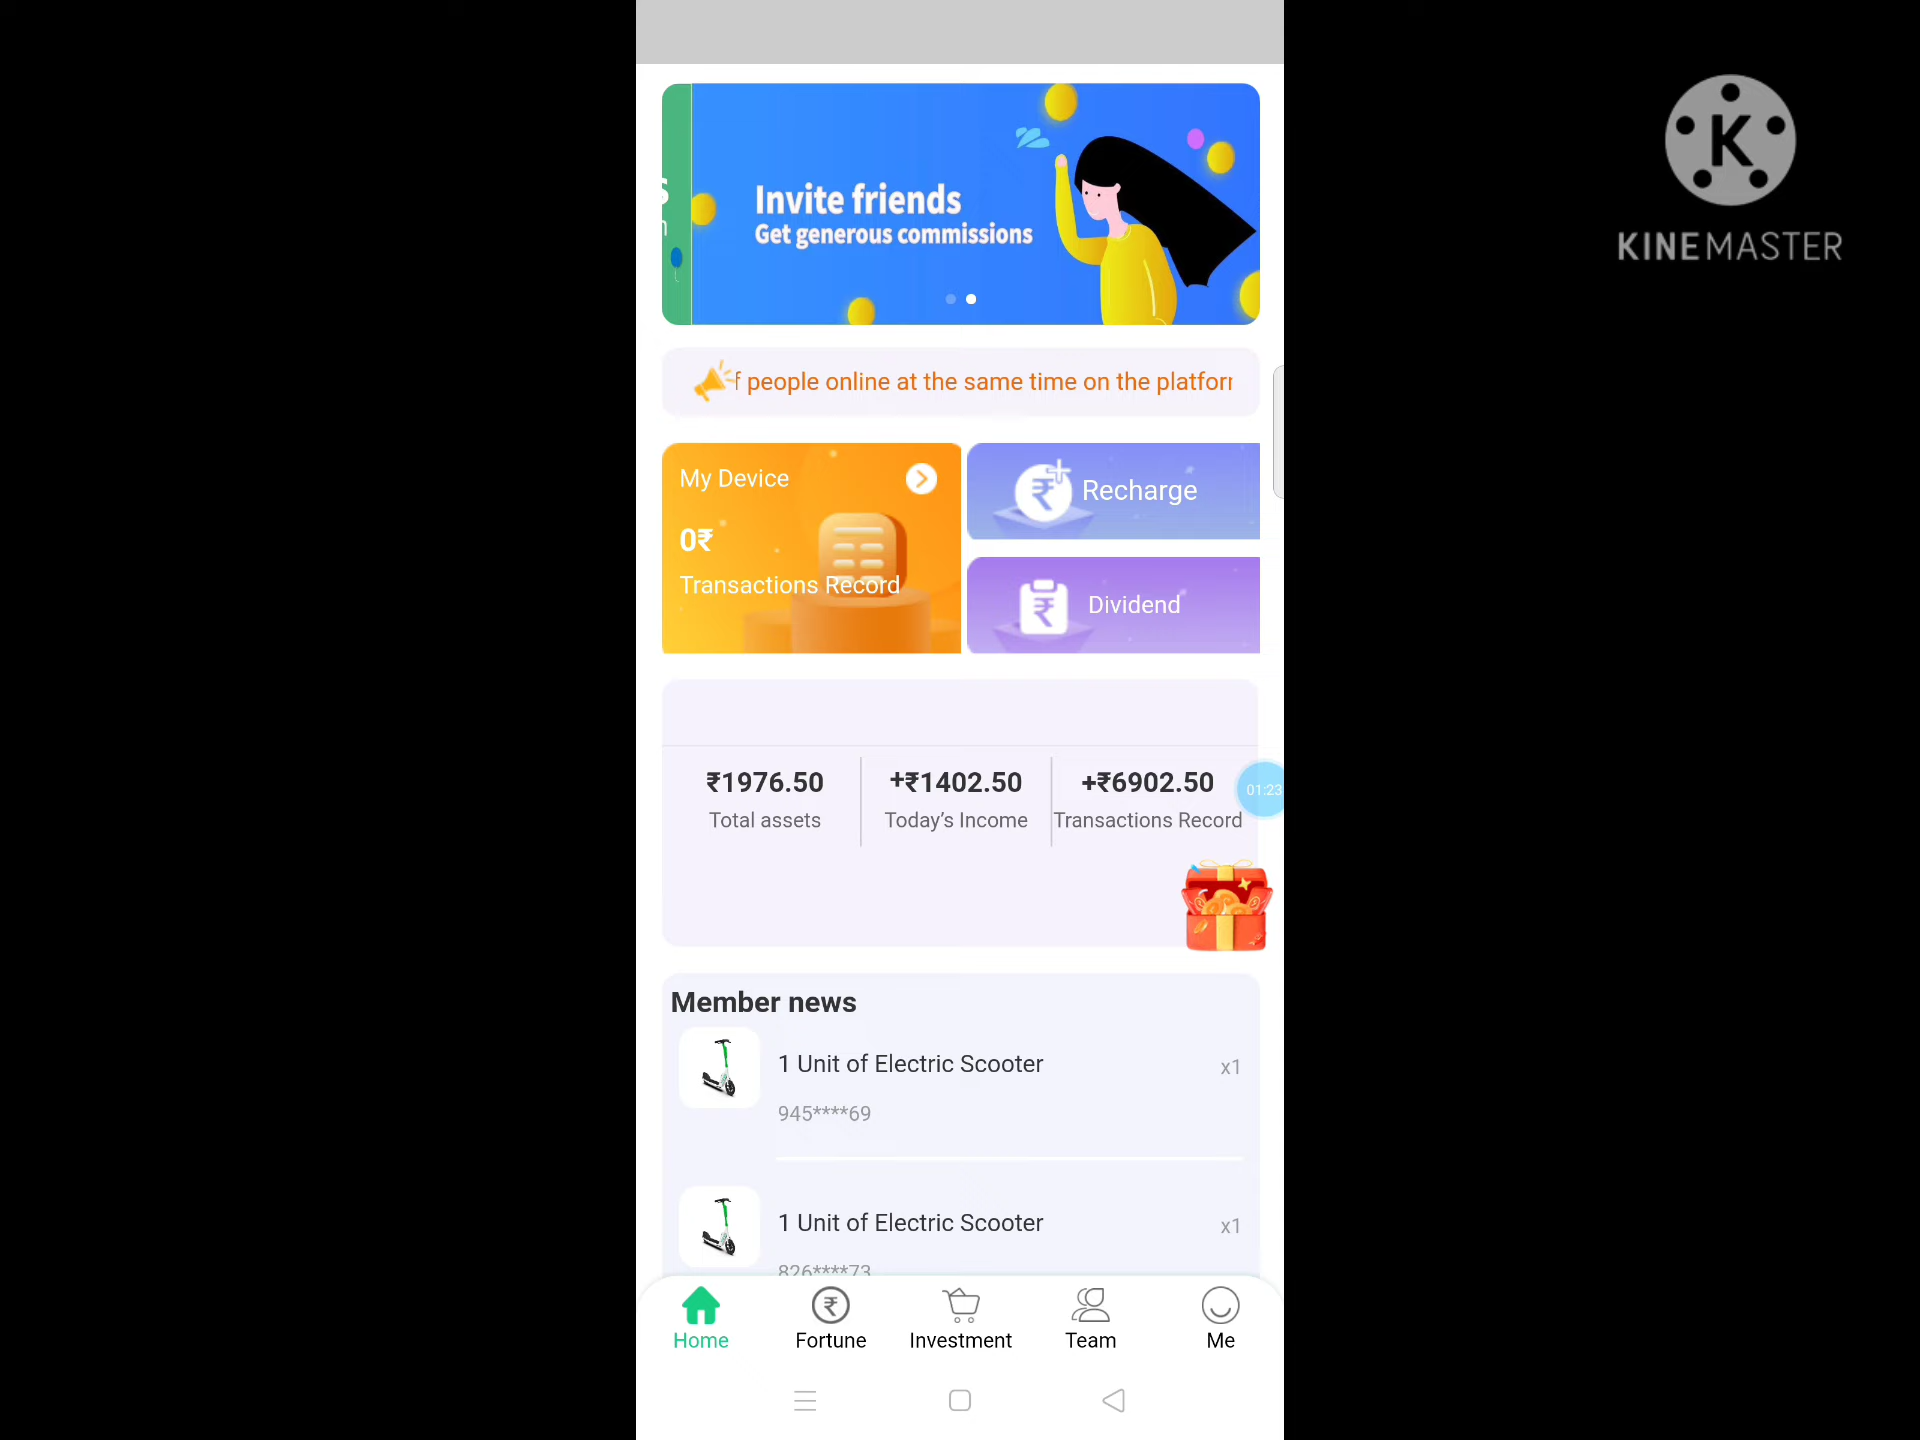 K
KINEMASTER
Invite friends
Get generous commissions
people online at the same time on the
My Device
0₹
Transactions Record
Recharge
Dividend
₹1976.50
Total assets
+₹1402.50
Today's Income
+₹6902.50
Transactions Record
01:23
Member news
1 Unit of Electric Scooter
x1
945****69
1 Unit of Electric Scooter
x1
826****73
Home
Fortune
Investment
Team
Me